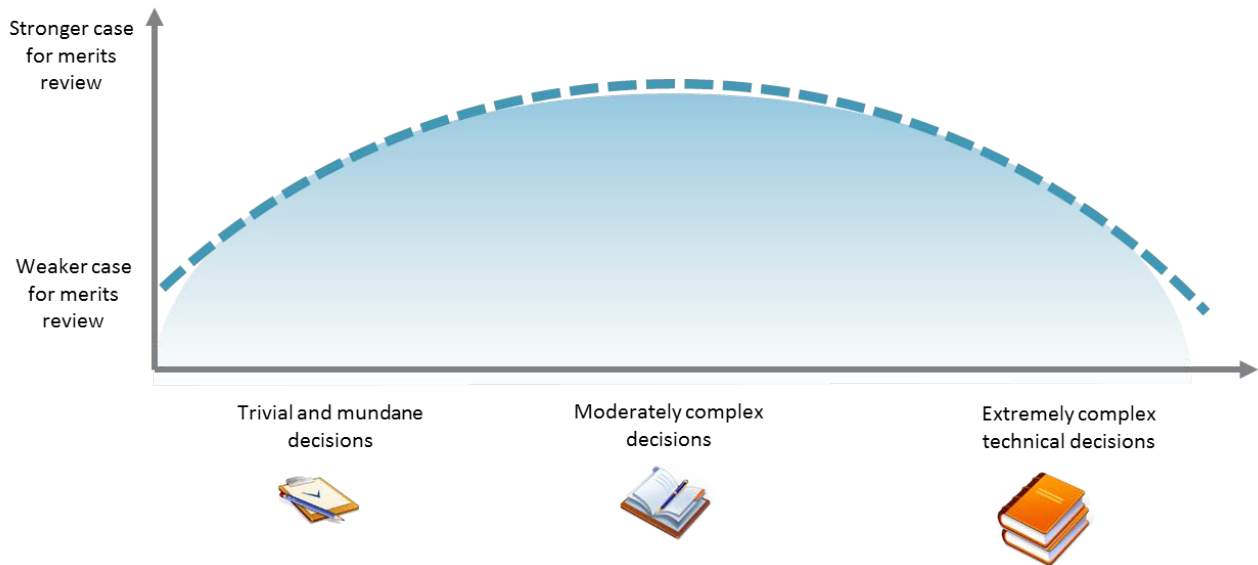 Stronger case
for merits
review
Weaker case
for merits
review
Trivial and mundane
decisions
Moderately complex
decisions
Extremely complex
technical decisions